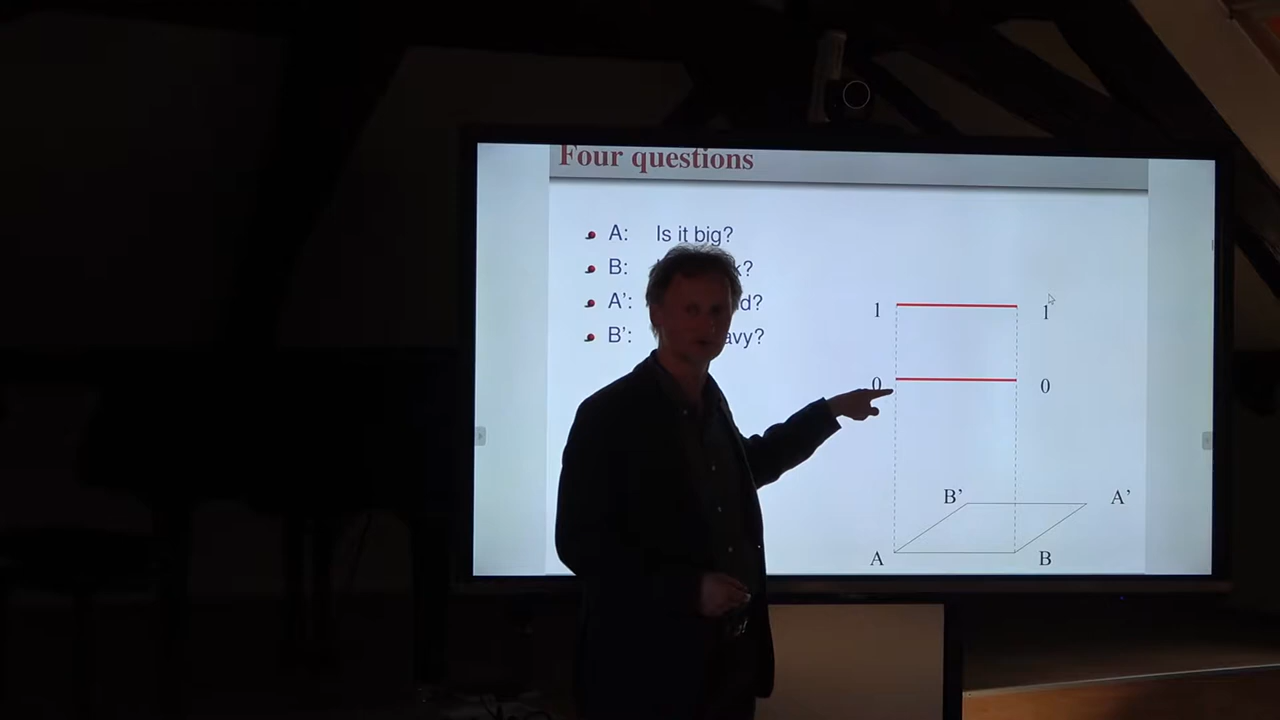 Four questions
A: Is it big?
B:
A’:
B’:
1 1
0 0
B’ A’
A B